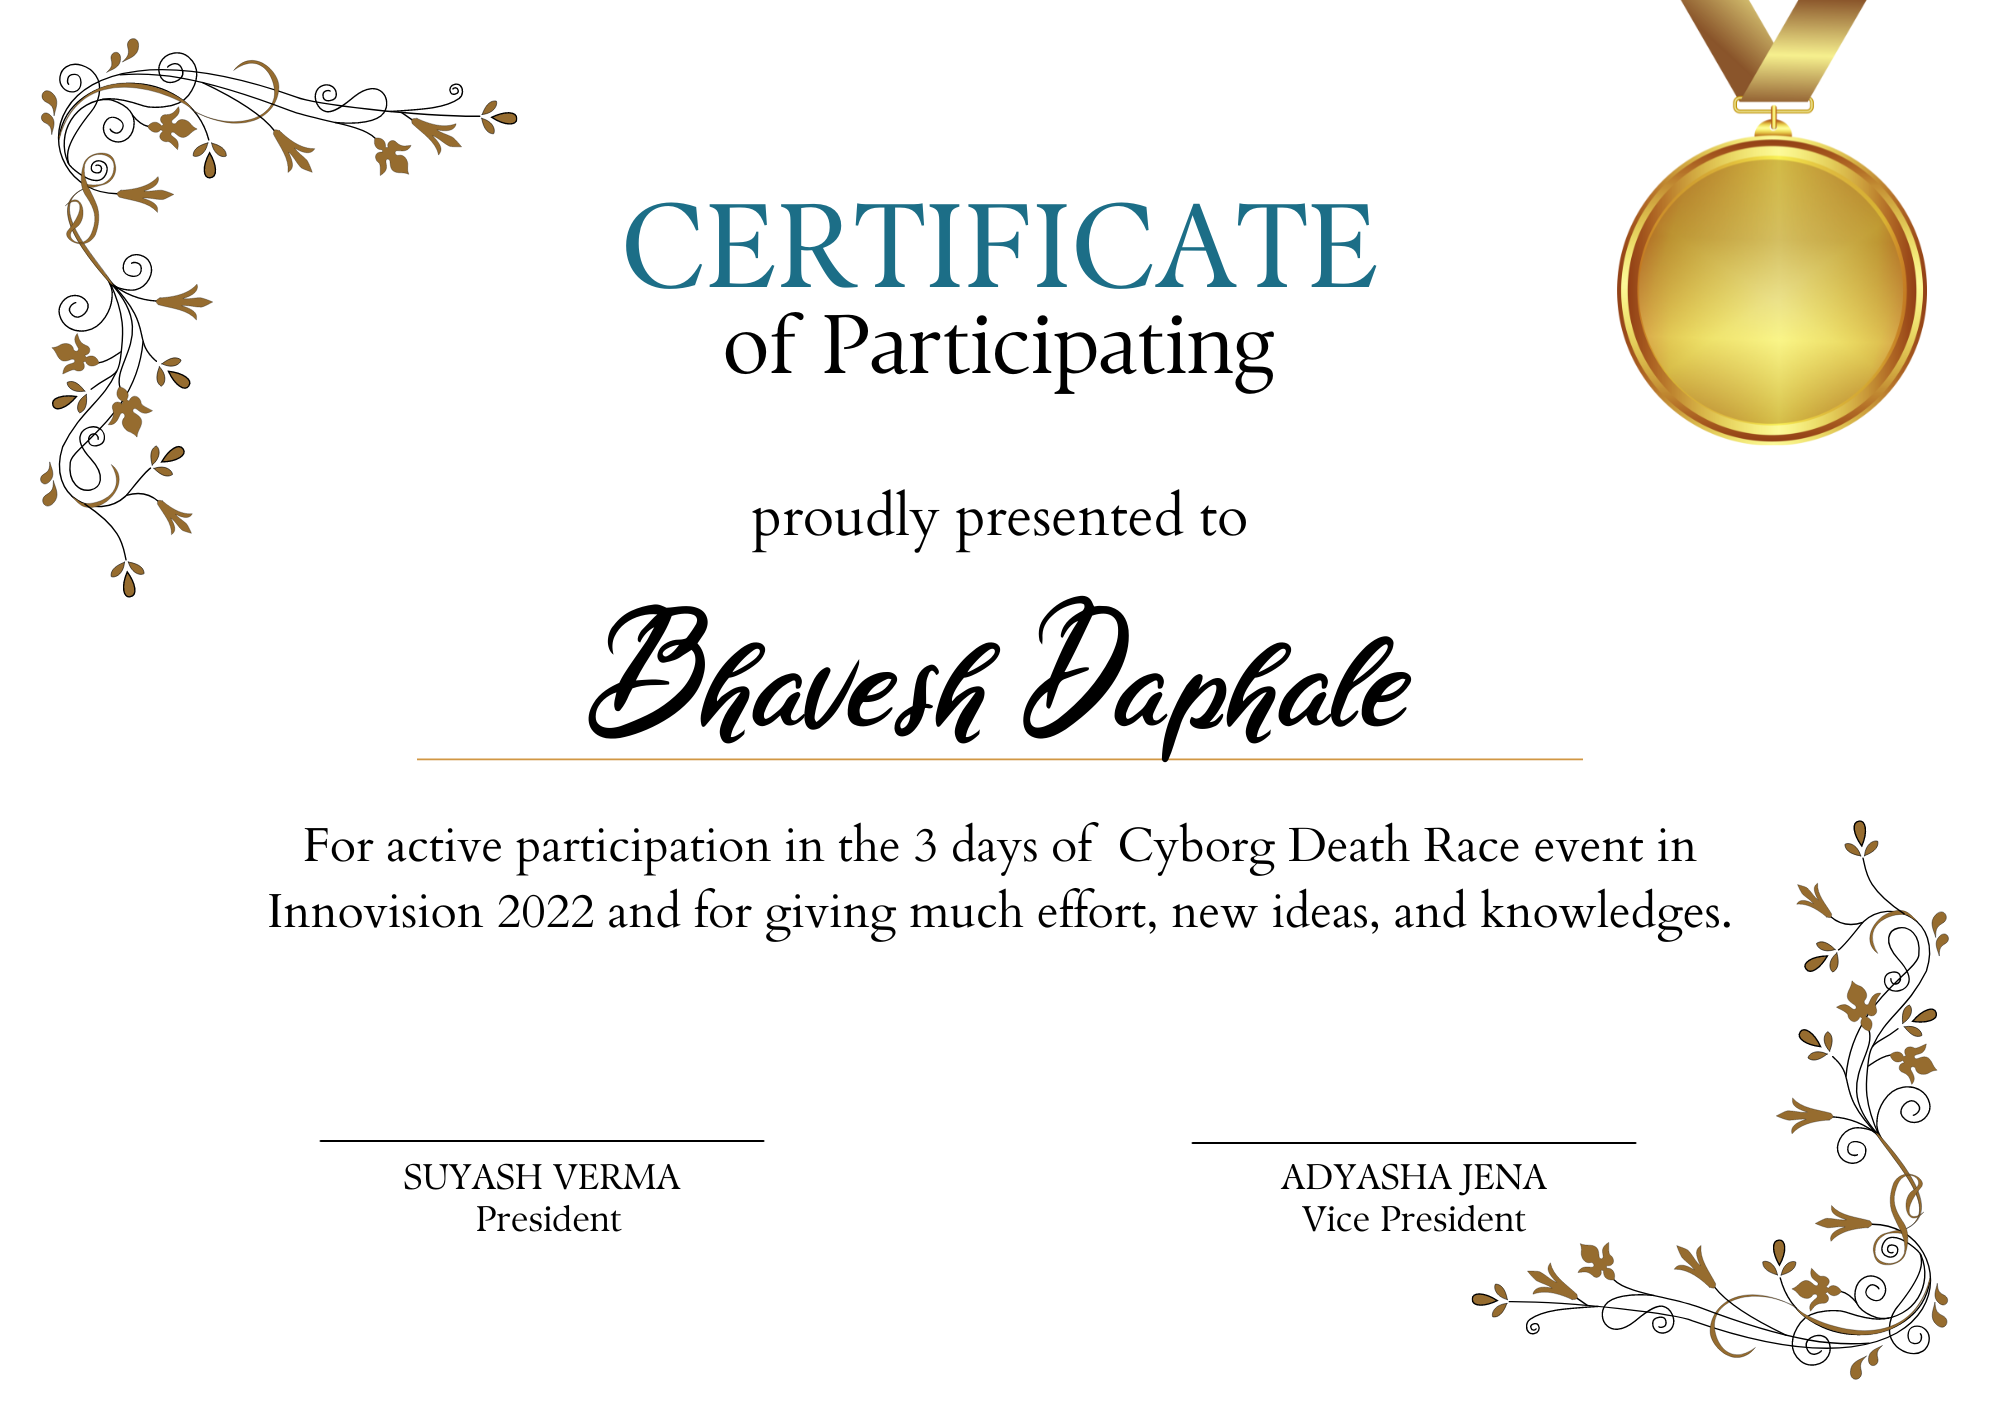 CERTIFICATE
of Participating
proudly presented to
Bhavesh Daphale
For active participation in the 3 days of  Cyborg Death Race event in
Innovision 2022 and for giving much effort, new ideas, and knowledges.
SUYASH VERMA
President
ADYASHA JENA
Vice President